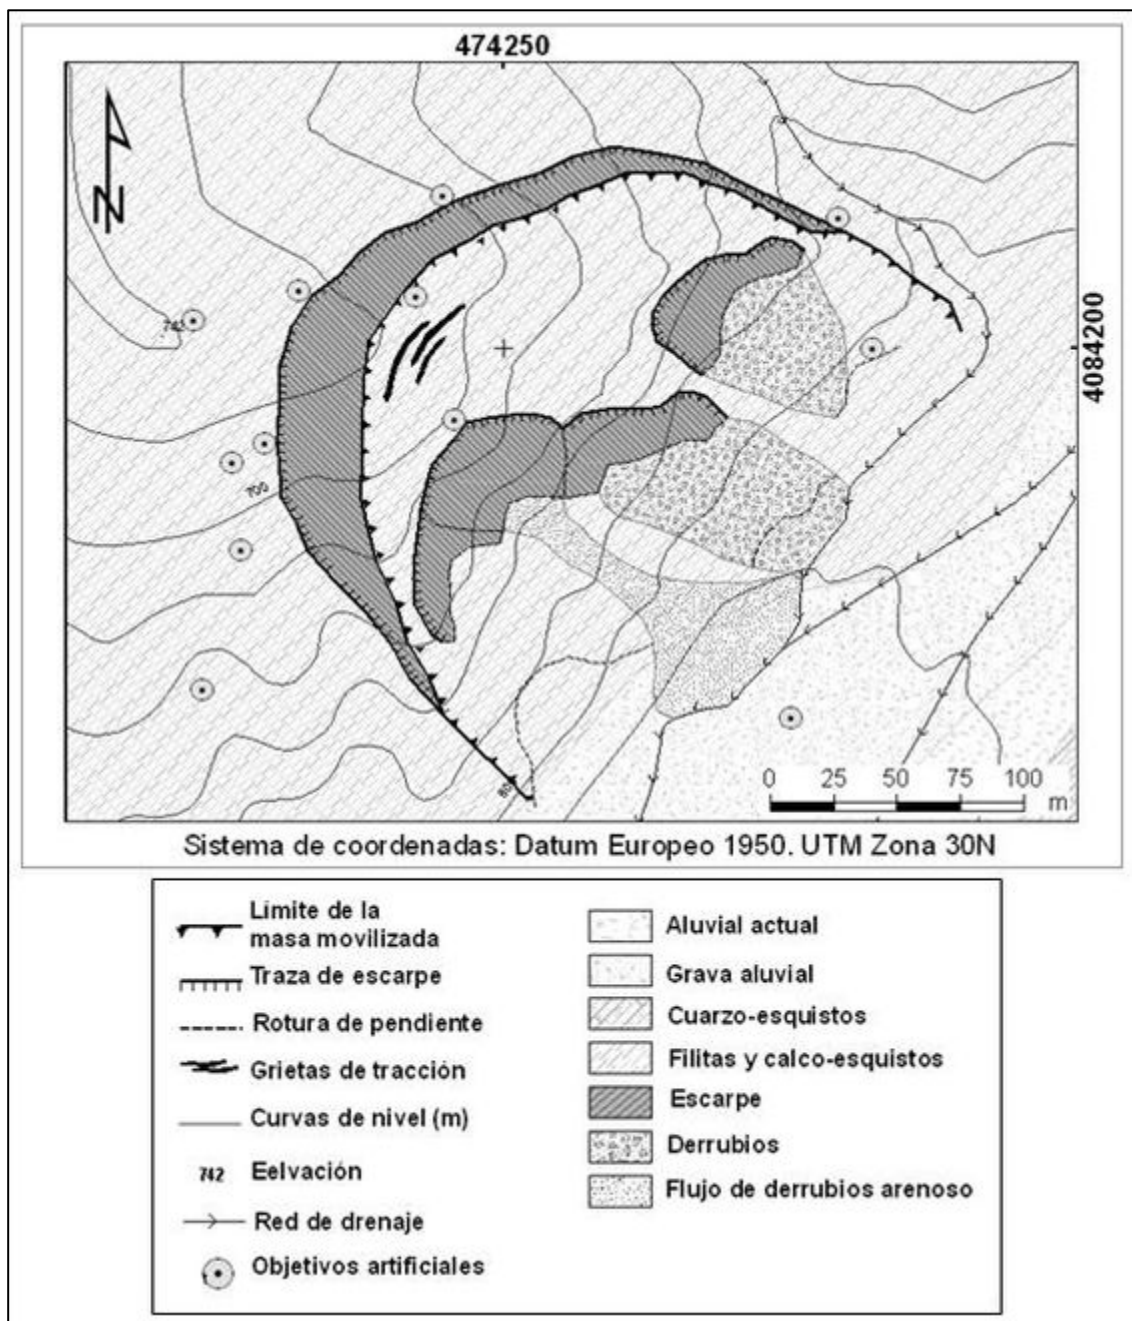 474250
N
4084200
742
700
0 25 50 75 100
m
Sistema de coordenadas: Datum Europeo 1950. UTM Zona 30N
Límite de la
masa movilizada
Traza de escarpe
Rotura de pendiente
Grietas de tracción
Curvas de nivel (m)
742 Eelvación
Red de drenaje
Objetivos artificiales
Aluvial actual
Grava aluvial
Cuarzo-esquistos
Filitas y calco-esquistos
Escarpe
Derrubios
Flujo de derrubios arenoso